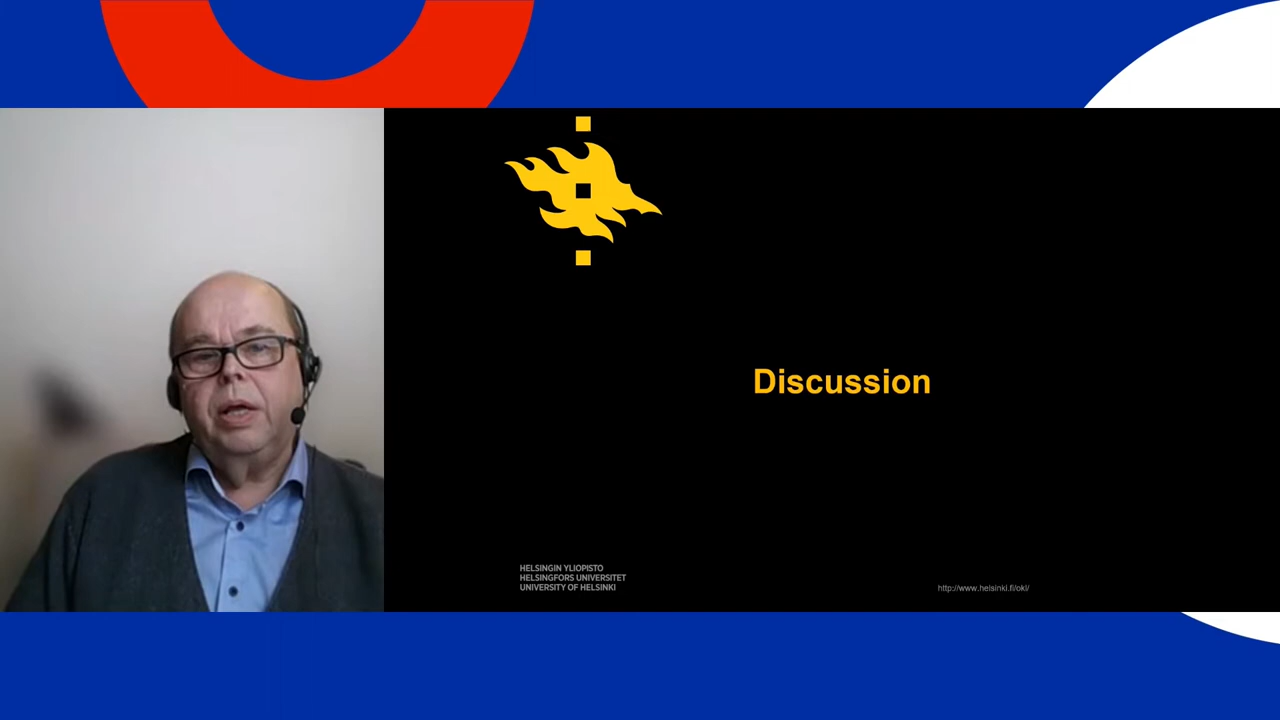 Discussion
HELSINGIN YLIOPISTO
HELSINGFORS UNIVERSITET
UNIVERSITY OF HELSINKI
http://www.helsinki.fi/okl/